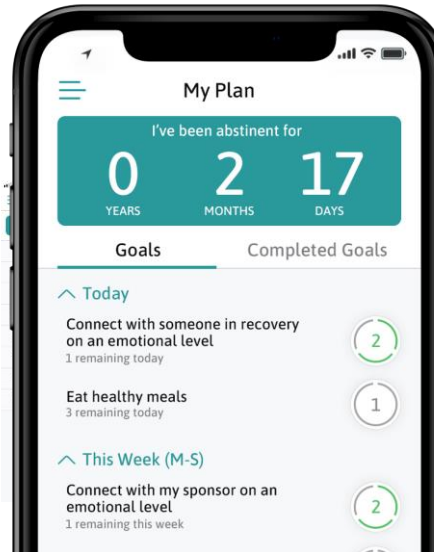 My Plan
I've been abstinent for
0 2 17
YEARS MONTHS DAYS
Goals Completed Goals
Today
Connect with someone in recovery
on an emotional level
1 remaining today
2
Eat healthy meals
3 remaining today
1
This Week (M-S)
Connect with my sponsor on an
emotional level
1 remaining this week
2